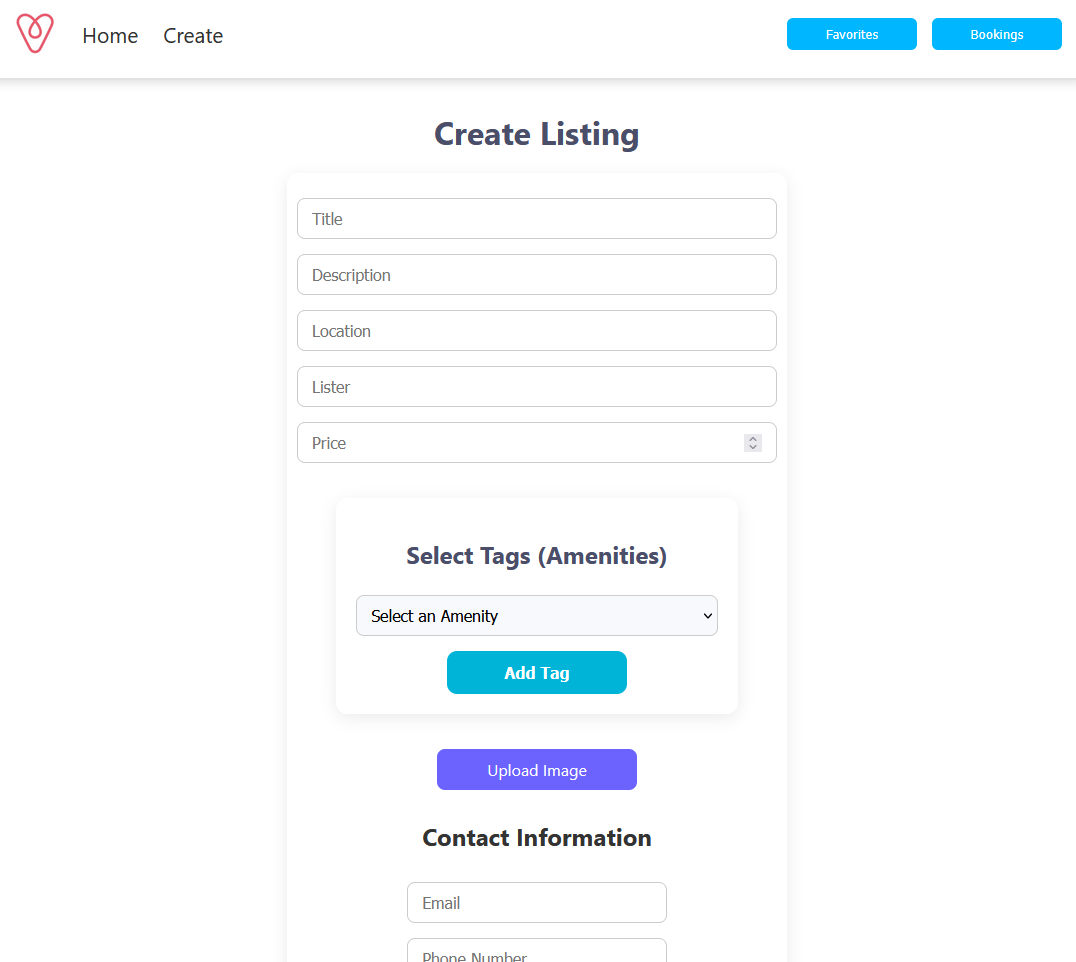 Home Create Favorites Bookings
Create Listing
Title
Description
Location
Lister
Price
Select Tags (Amenities)
Select an Amenity
Add Tag
Upload Image
Contact Information
Email
Phone Number